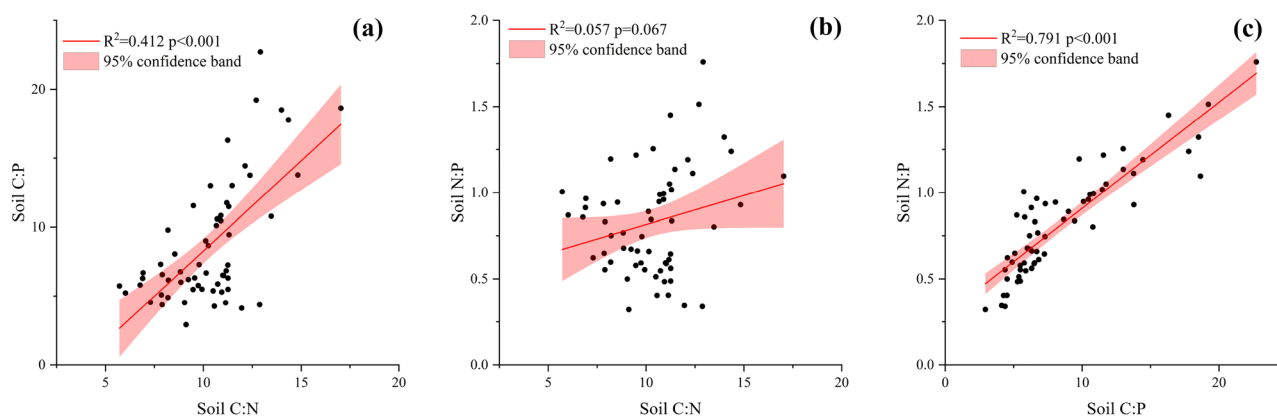 (a)
R²=0.412 p<0.001
95% confidence band
Soil C:P
20
10
0
5
10
15
20
Soil C:N
(b)
R²=0.057 p=0.067
95% confidence band
Soil N:P
2.0
1.5
1.0
0.5
0.0
5
10
15
20
Soil C:N
(c)
R²=0.791 p<0.001
95% confidence band
Soil N:P
2.0
1.5
1.0
0.5
0.0
0
10
20
Soil C:P